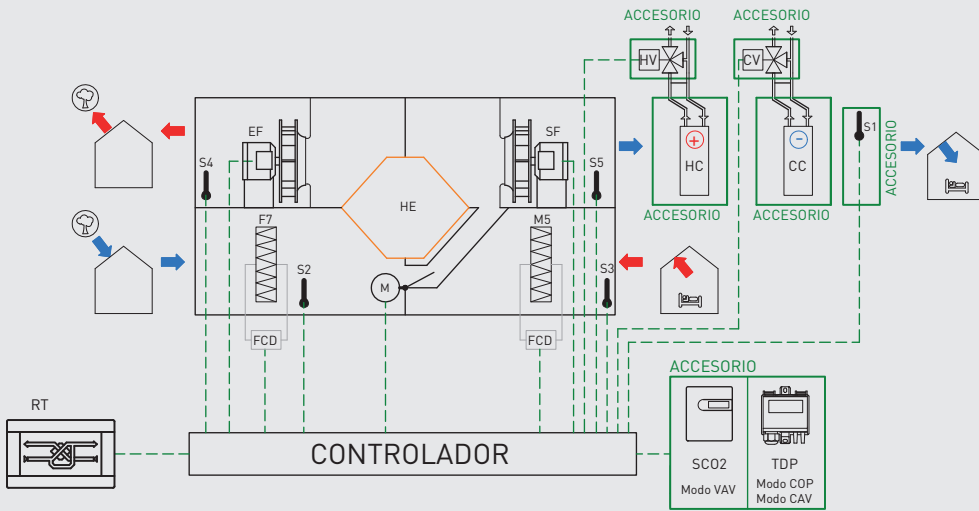 ACCESORIO
ACCESORIO
HV
CV
EF
SF
S4
S5
S1
ACCESORIO
HE
HC
CC
ACCESORIO
ACCESORIO
F7
M5
S2
S3
M
FCD
FCD
ACCESORIO
RT
CONTROLADOR
SCO2
TDP
Modo VAV
Modo COP
Modo CAV